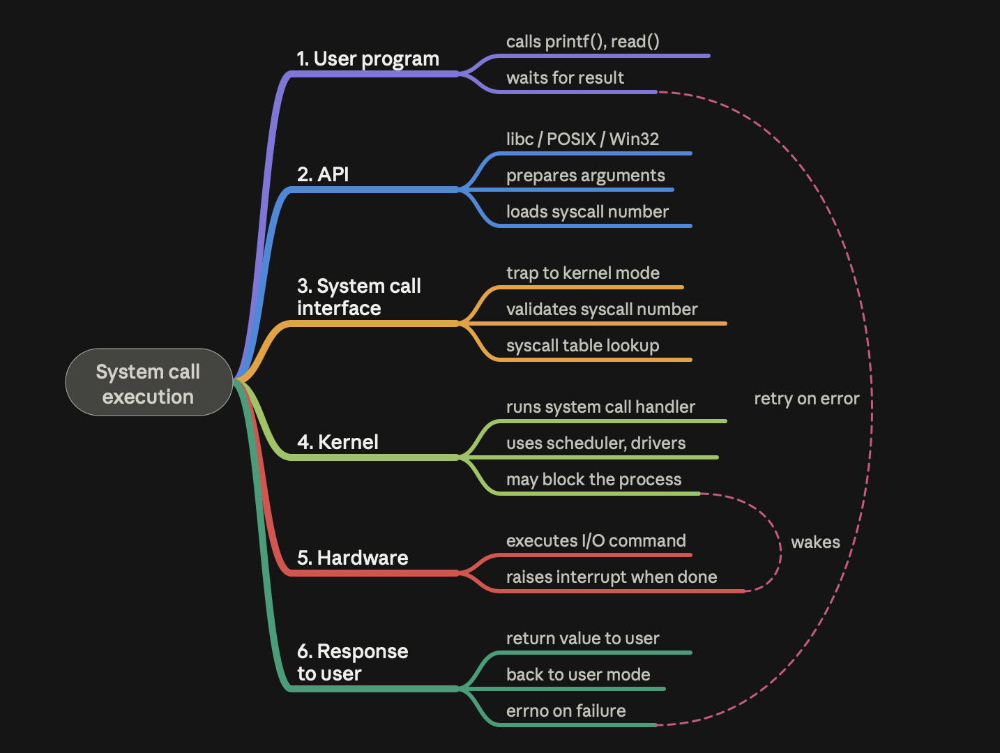 calls printf(), read()
1. User program
waits for result
libc / POSIX / Win32
2. API
prepares arguments
loads syscall number
trap to kernel mode
3. System call
interface
validates syscall number
syscall table lookup
System call
execution
runs system call handler
retry on error
4. Kernel
uses scheduler, drivers
may block the process
executes I/O command
wakes
5. Hardware
raises interrupt when done
return value to user
6. Response
to user
back to user mode
errno on failure